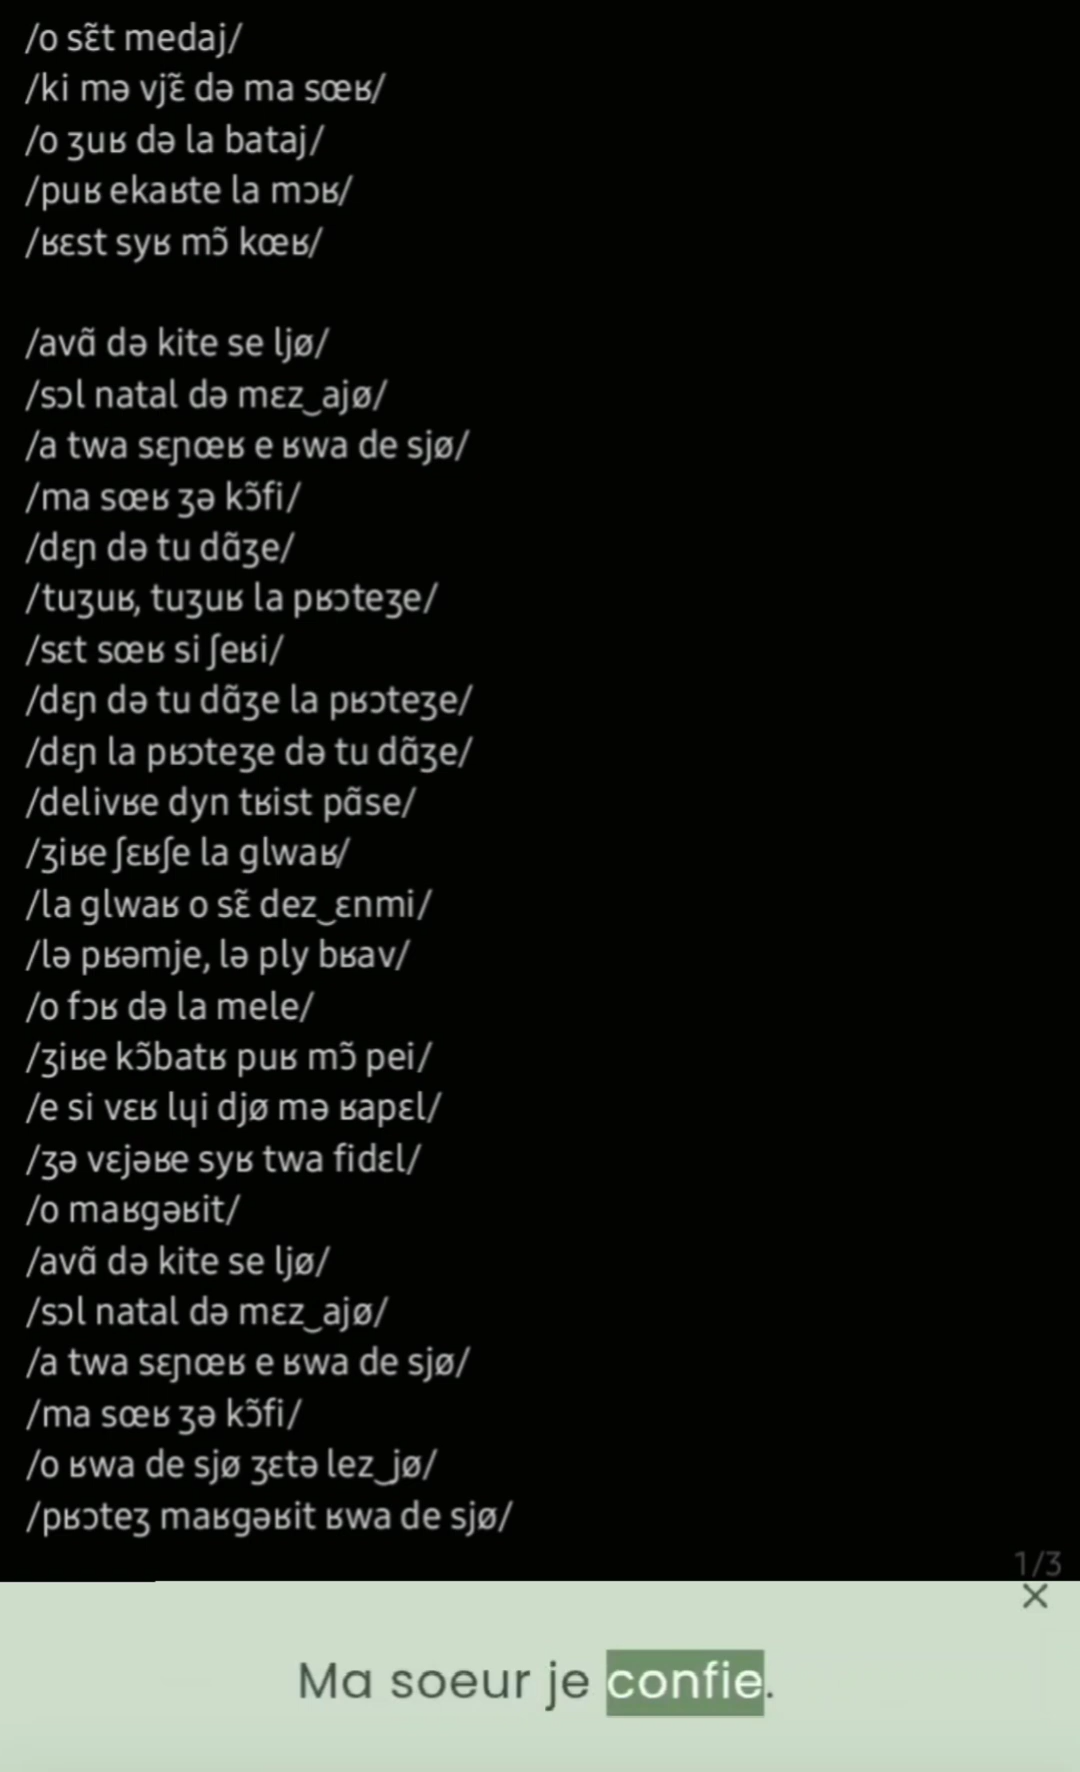 /o sɛ̃t medaj/
/ki mə vjɛ̃ də ma sœʁ/
/o ʒuʁ də la bataj/
/puʁ ekaʁte la mɔʁ/
/ʁɛst syʁ mɔ̃ kœʁ/
/avɑ̃ də kite se ljø/
/sɔl natal də mɛz‿ajø/
/a twa sɛɲœʁ e ʁwa de sjø/
/ma sœʁ ʒə kɔ̃fi/
/dɛɲ də tu dɑ̃ʒe/
/tuʒuʁ, tuʒuʁ la pʁɔteʒe/
/sɛt sœʁ si ʃeʁi/
/dɛɲ də tu dɑ̃ʒe la pʁɔteʒe/
/dɛɲ la pʁɔteʒe də tu dɑ̃ʒe/
/delivʁe dyn tʁist pɑ̃se/
/ʒiʁe ʃɛʁʃe la glwaʁ/
/la glwaʁ o sɛ̃ dez‿ɛnmi/
/lə pʁəmje, lə ply bʁav/
/o fɔʁ də la mele/
/ʒiʁe kɔ̃batʁ puʁ mɔ̃ pei/
/e si vɛʁ lɥi djø mə ʁapɛl/
/ʒə vɛjəʁe syʁ twa fidɛl/
/o maʁgəʁit/
/avɑ̃ də kite se ljø/
/sɔl natal də mɛz‿ajø/
/a twa sɛɲœʁ e ʁwa de sjø/
/ma sœʁ ʒə kɔ̃fi/
/o ʁwa de sjø ʒɛtə lez‿jø/
/pʁɔteʒ maʁgəʁit ʁwa de sjø/
1/3
×
Ma soeur je confie.